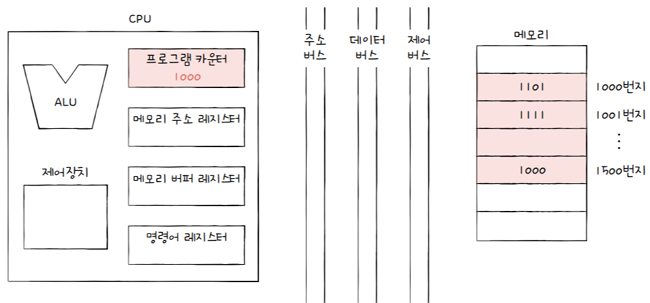 CPU
프로그램 카운터
1000
ALU
메모리 주소 레지스터
제어장치
메모리 버퍼 레지스터
명령어 레지스터
주소
버스
데이터
버스
제어
버스
메모리
1101 1000번지
1111 1001번지
⋮
1000 1500번지